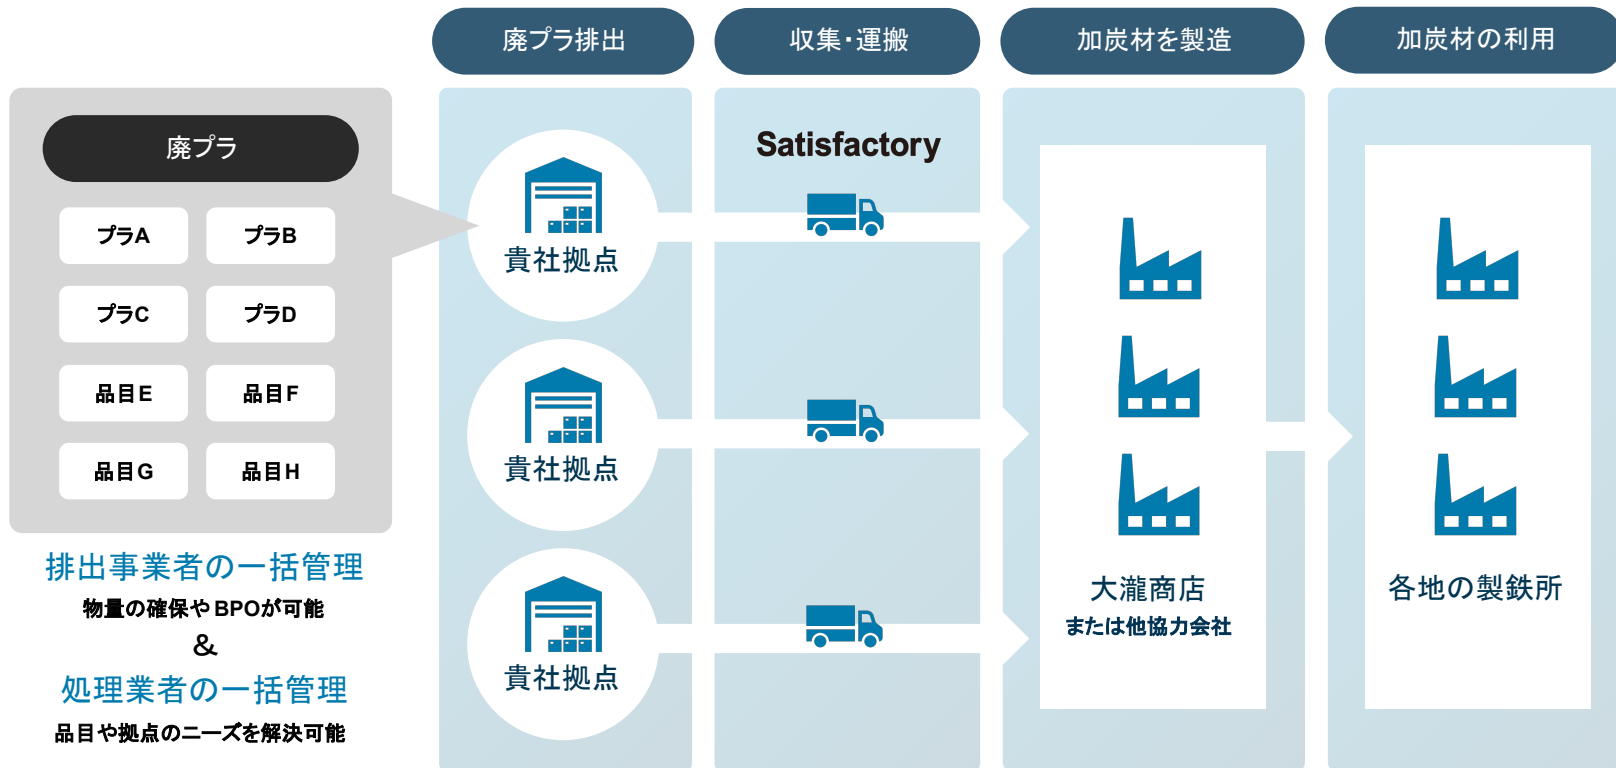 廃プラ排出
収集・運搬
加炭材を製造
加炭材の利用
廃プラ
プラA
プラB
プラC
プラD
品目E
品目F
品目G
品目H
排出事業者の一括管理
物量の確保やBPOが可能
&
処理業者の一括管理
品目や拠点のニーズを解決可能
貴社拠点
貴社拠点
貴社拠点
Satisfactory
大瀧商店
または他協力会社
各地の製鉄所